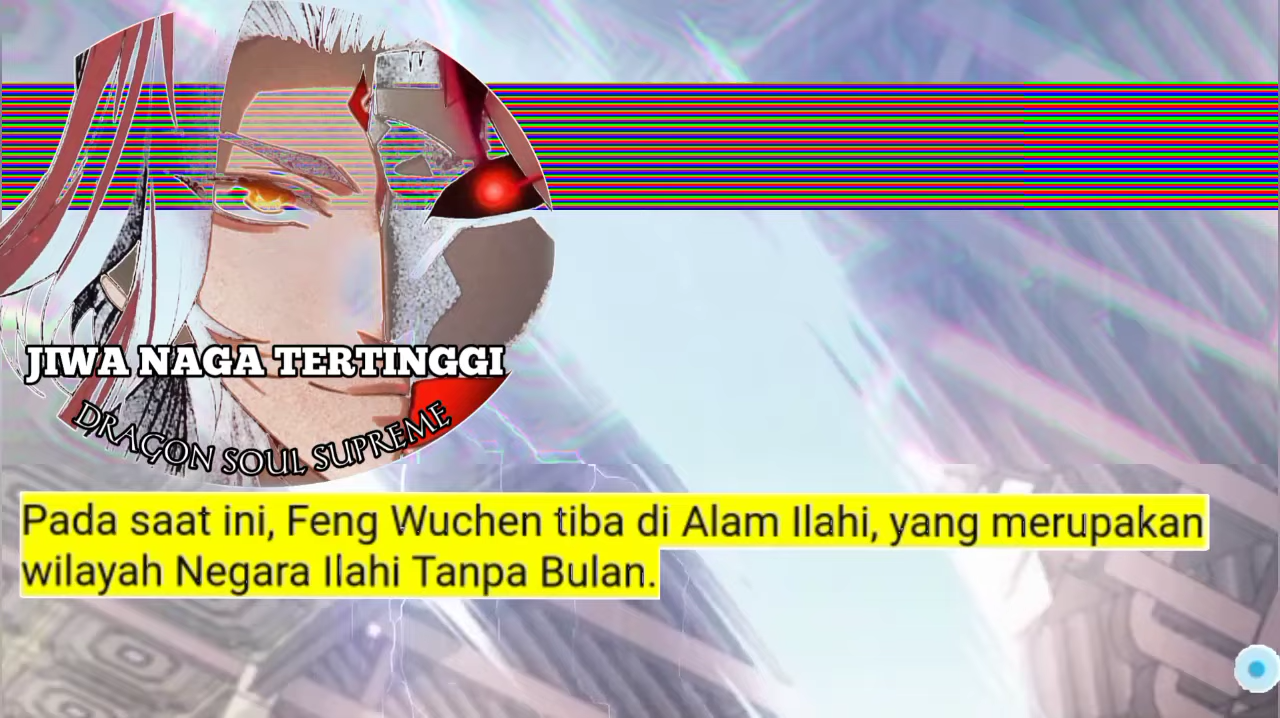 JIWA NAGA TERTINGGI
DRAGON SOUL SUPREME
Pada saat ini, Feng Wuchen tiba di Alam Ilahi, yang merupakan
wilayah Negara Ilahi Tanpa Bulan.